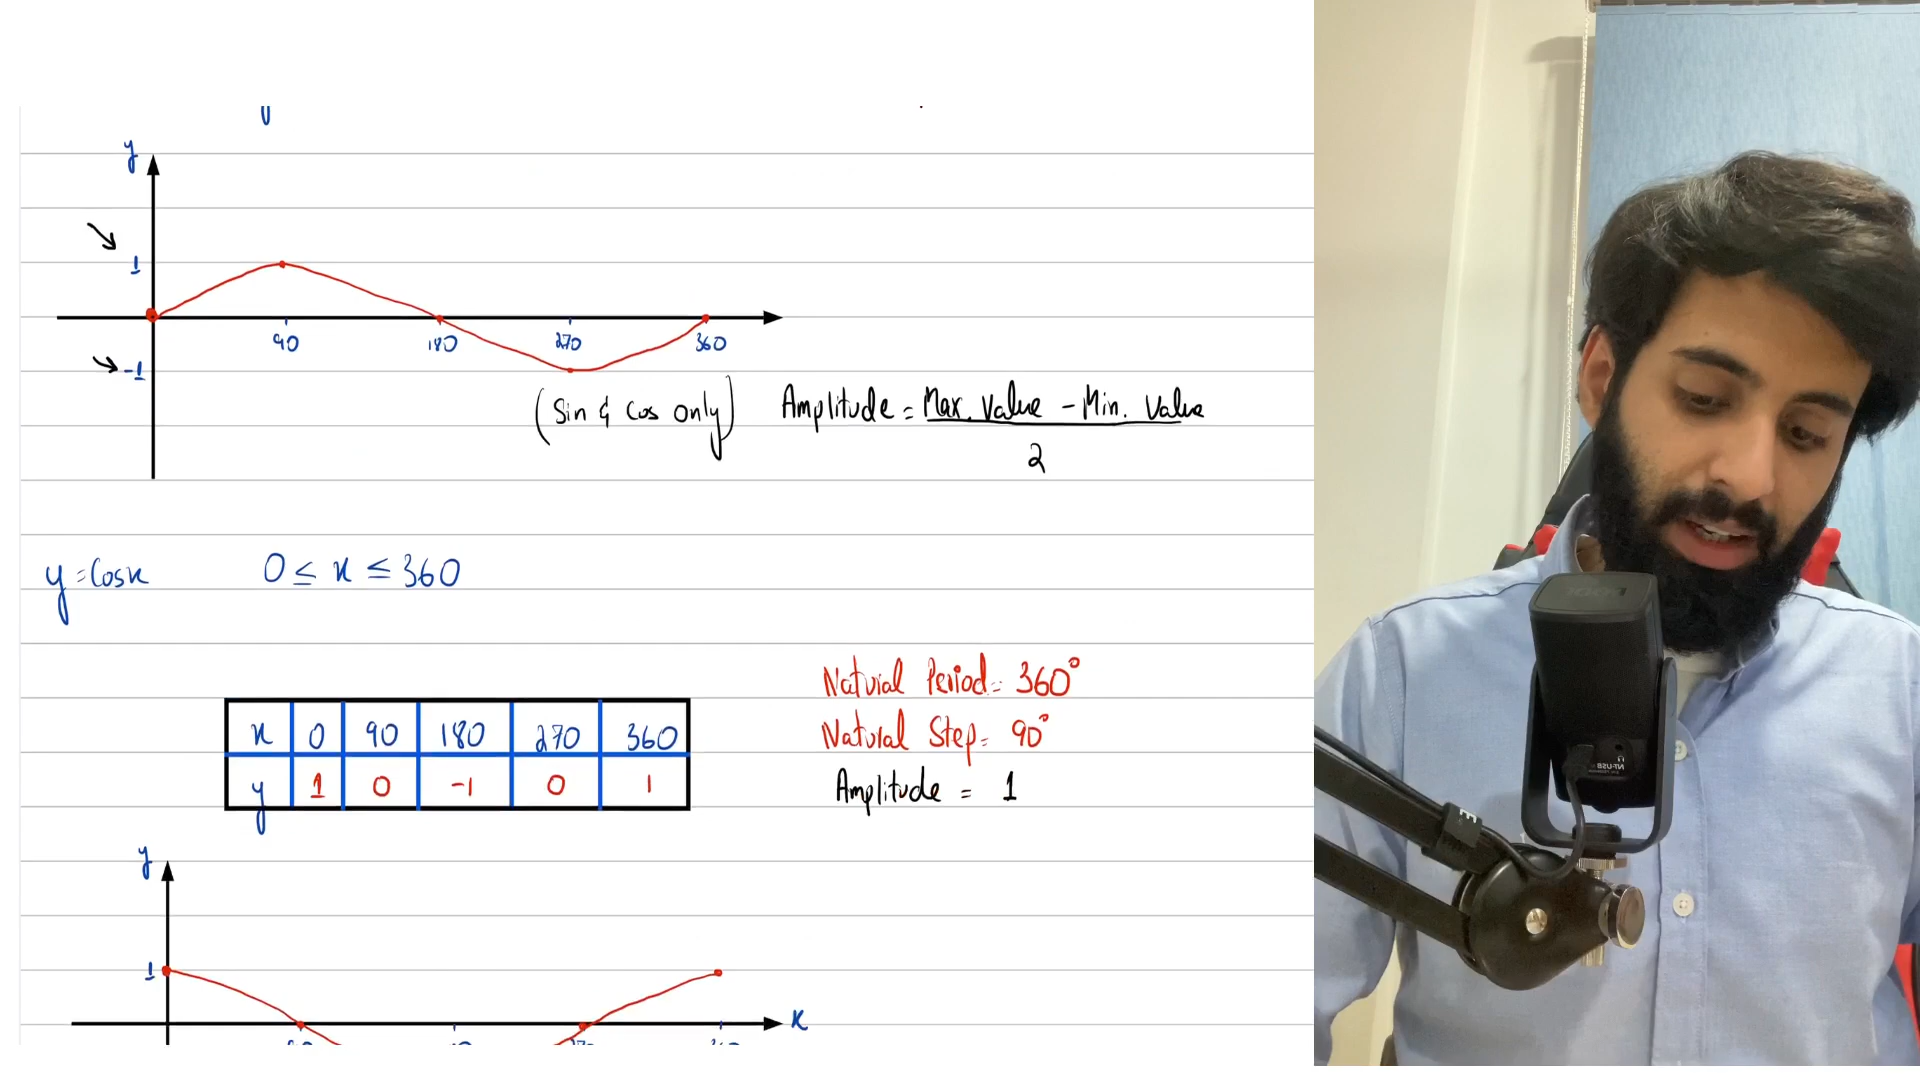 y
1
90 180 270 360
-1
(Sin & Cos only) Amplitude = Max. Value - Min. Value
2
y = Cosx 0 ≤ x ≤ 360
Natural Period = 360°
Natural Step = 90°
Amplitude = 1
x 0 90 180 270 360
y 1 0 -1 0 1
y
1
x